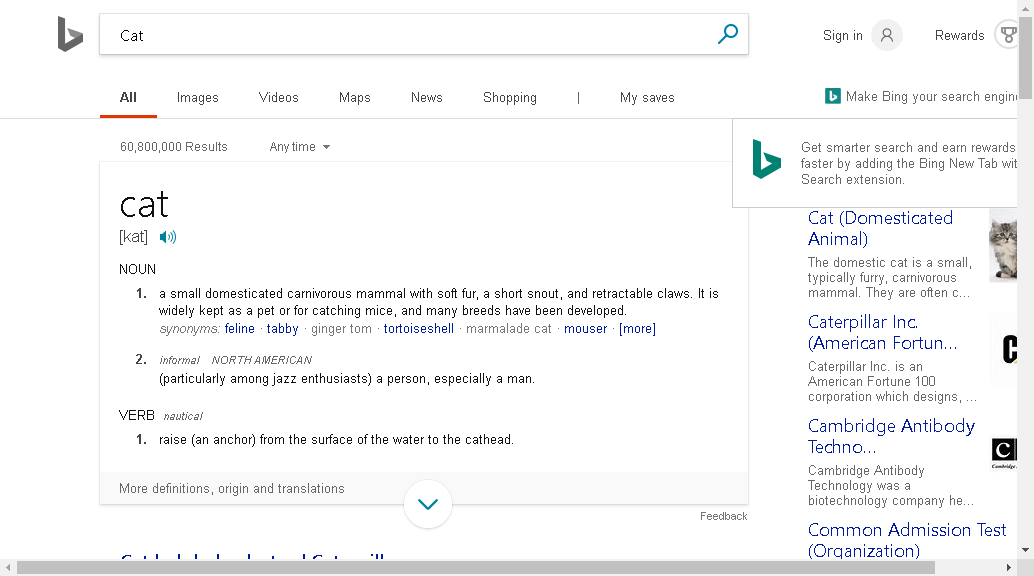 Cat
Sign in
Rewards
All
Images
Videos
Maps
News
Shopping
|
My saves
Make Bing your search engin
60,800,000 Results
Any time
Get smarter search and earn rewards
faster by adding the Bing New Tab wit
Search extension.
cat
[kat]
NOUN
1. a small domesticated carnivorous mammal with soft fur, a short snout, and retractable claws. It is
widely kept as a pet or for catching mice, and many breeds have been developed.
synonyms: feline · tabby · ginger tom · tortoiseshell · marmalade cat · mouser · [more]
2. informal NORTH AMERICAN
(particularly among jazz enthusiasts) a person, especially a man.
VERB nautical
1. raise (an anchor) from the surface of the water to the cathead.
More definitions, origin and translations
Feedback
Cat (Domesticated
Animal)
The domestic cat is a small,
typically furry, carnivorous
mammal. They are often c...
Caterpillar Inc.
(American Fortun...
Caterpillar Inc. is an
American Fortune 100
corporation which designs, ...
C
Cambridge Antibody
Techno...
Cambridge Antibody
Technology was a
biotechnology company he...
C
Common Admission Test
(Organization)